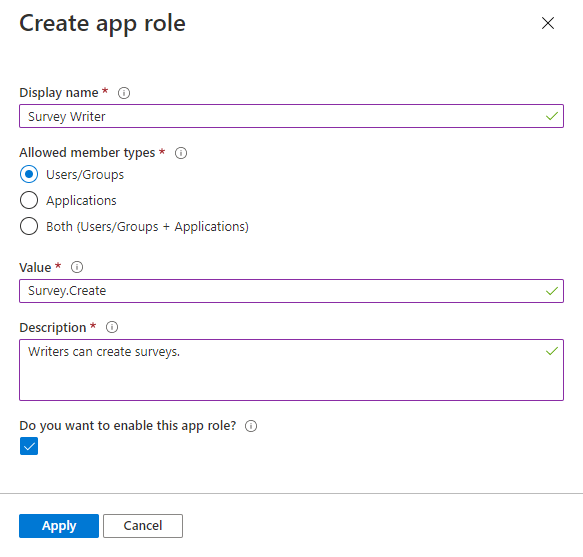 Create app role
Display name *
Survey Writer
Allowed member types *
Users/Groups
Applications
Both (Users/Groups + Applications)
Value *
Survey.Create
Description *
Writers can create surveys.
Do you want to enable this app role?
Apply Cancel